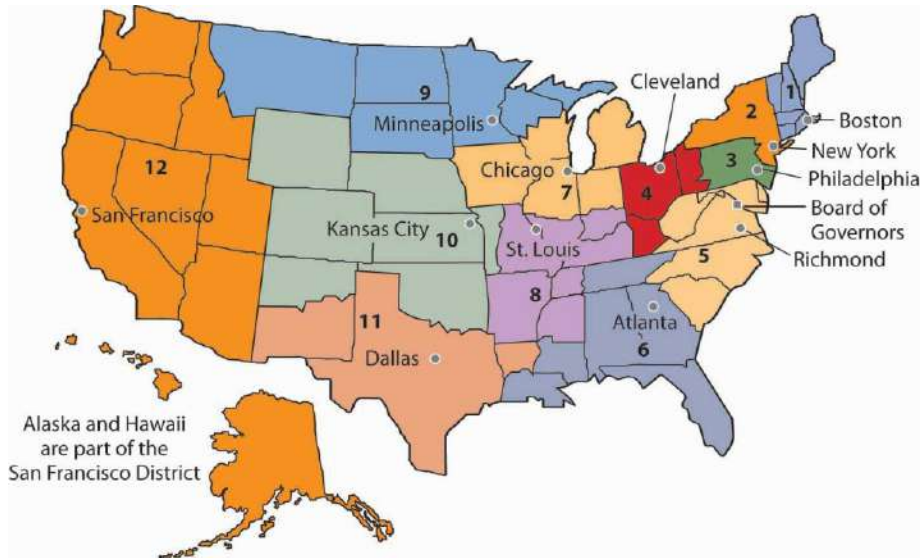 Cleveland
9
1
2
Minneapolis
Boston
New York
3
Chicago
12
7
4
Philadelphia
San Francisco
Board of
Governors
Kansas City
10
St. Louis
5
Richmond
8
11
Atlanta
6
Dallas
Alaska and Hawaii
are part of the
San Francisco District